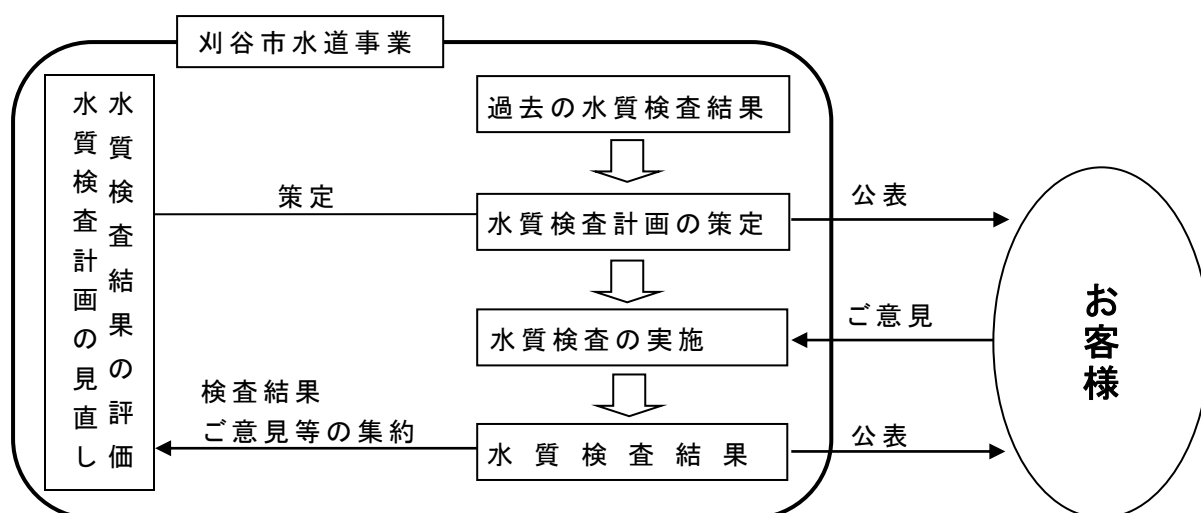 刈谷市水道事業
水質検査結果の評価
水質検査計画の見直し
過去の水質検査結果
策定
水質検査計画の策定
公表
水質検査の実施
ご意見
検査結果
ご意見等の集約
水質検査結果
公表
お客様